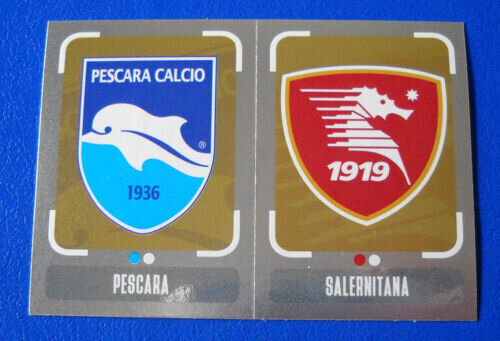 PESCARA CALCIO
®
1936
PESCARA
1919
SALERNITANA